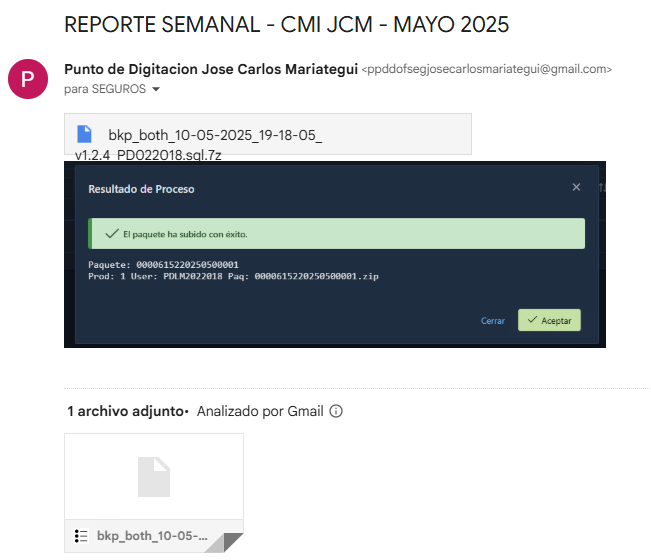 REPORTE SEMANAL - CMI JCM - MAYO 2025
P
Punto de Digitacion Jose Carlos Mariategui <ppddofsegjosecarlosmariategui@gmail.com>
para SEGUROS
bkp_both_10-05-2025_19-18-05_
v1.2.4_PD022018.sql.7z
Resultado de Proceso
El paquete ha subido con éxito.
Paquete: 0000615220250500001
Prod: 1 User: PDLM2022018 Paq: 0000615220250500001.zip
Cerrar
Aceptar
1 archivo adjunto• Analizado por Gmail
bkp_both_10-05-...